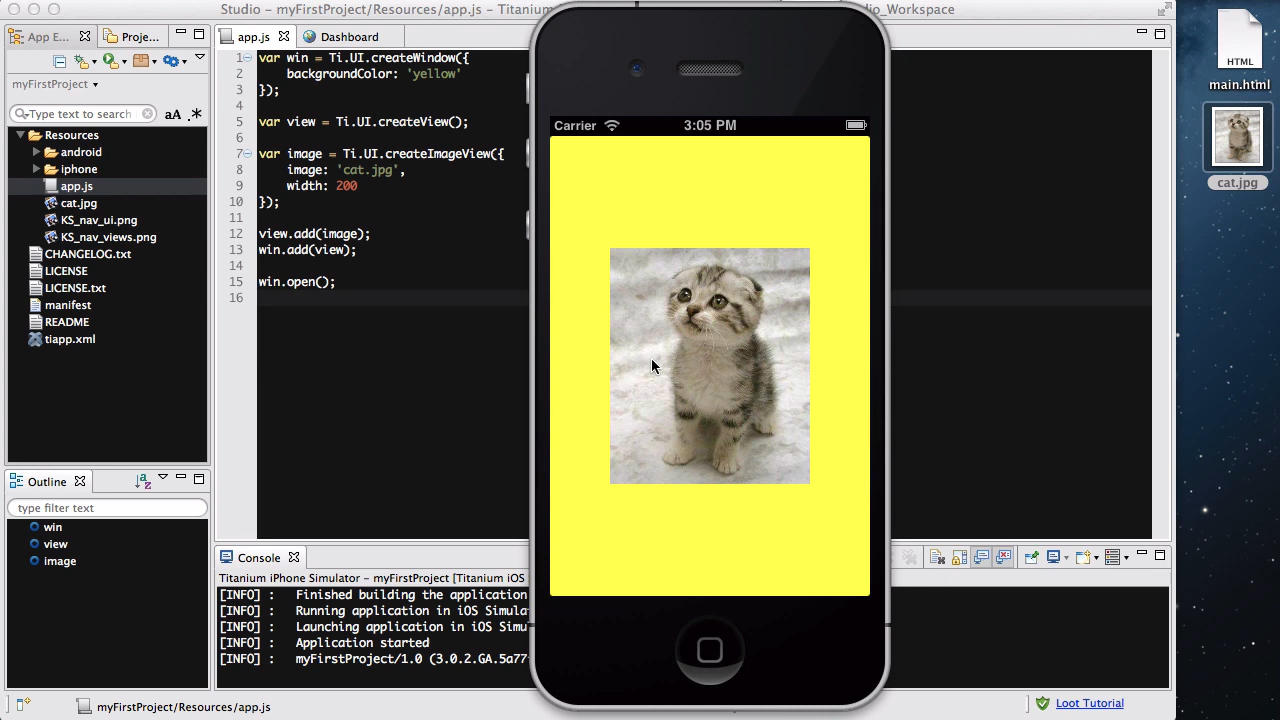 Studio - myFirstProject/Resources/app.js - Titanium
dio_Workspace
App E...
Proje...
myFirstProject
Type text to search
aA .*
Resources
android
iphone
app.js
cat.jpg
KS_nav_ui.png
KS_nav_views.png
CHANGELOG.txt
LICENSE
LICENSE.txt
manifest
README
tiapp.xml
Outline
type filter text
win
view
image
app.js
Dashboard
1 var win = Ti.UI.createWindow({
2 backgroundColor: 'yellow'
3 });
4
5 var view = Ti.UI.createView();
6
7 var image = Ti.UI.createImageView({
8 image: 'cat.jpg',
9 width: 200
10 });
11
12 view.add(image);
13 win.add(view);
14
15 win.open();
16
Console
Titanium iPhone Simulator - myFirstProject [Titanium iOS
[INFO] : Finished building the application
[INFO] : Running application in iOS Simula
[INFO] : Launching application in iOS Simu
[INFO] : Application started
[INFO] : myFirstProject/1.0 (3.0.2.GA.5a77
Carrier 3:05 PM
HTML
main.html
cat.jpg
myFirstProject/Resources/app.js
Loot Tutorial